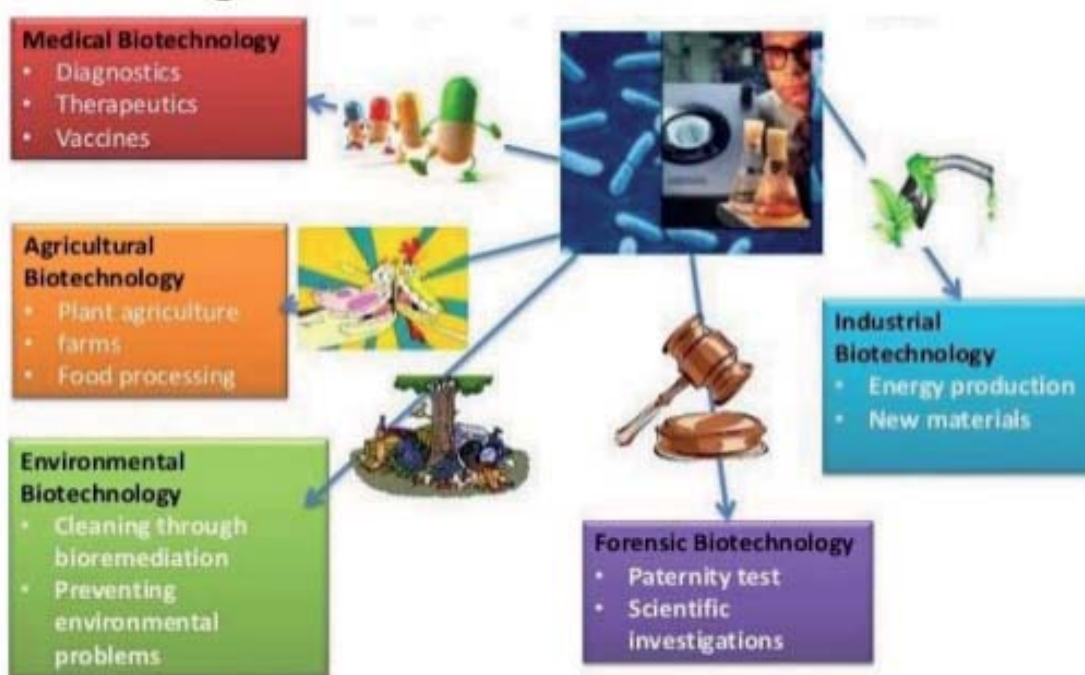 Medical Biotechnology
• Diagnostics
• Therapeutics
• Vaccines
Agricultural
Biotechnology
• Plant agriculture
• farms
• Food processing
Environmental
Biotechnology
• Cleaning through
bioremediation
• Preventing
environmental
problems
Forensic Biotechnology
• Paternity test
• Scientific
investigations
Industrial
Biotechnology
• Energy production
• New materials